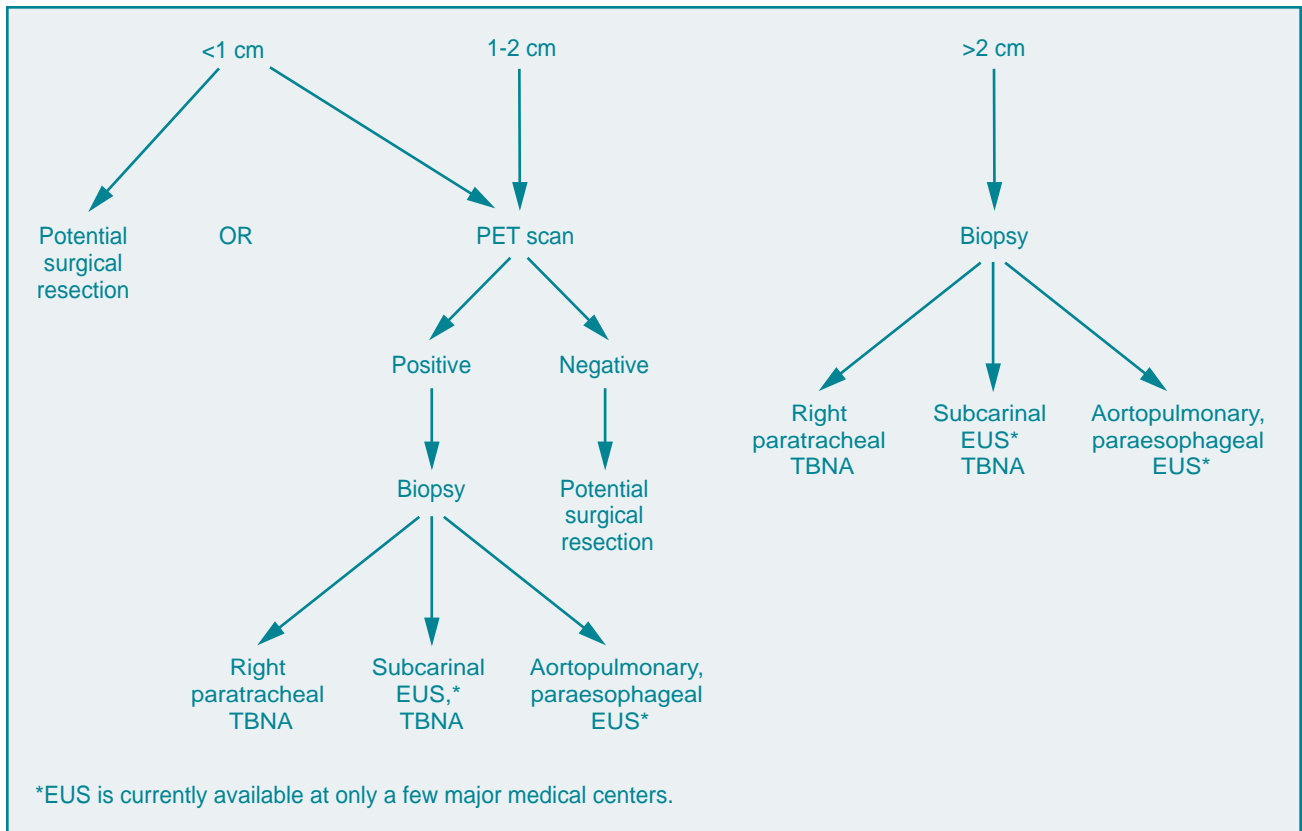 <1 cm
1-2 cm
>2 cm
Potential
surgical
resection
OR
PET scan
Biopsy
Positive
Negative
Right
paratracheal
TBNA
Subcarinal
EUS*
TBNA
Aortopulmonary,
paraesophageal
EUS*
Biopsy
Potential
surgical
resection
Right
paratracheal
TBNA
Subcarinal
EUS,*
TBNA
Aortopulmonary,
paraesophageal
EUS*
*EUS is currently available at only a few major medical centers.